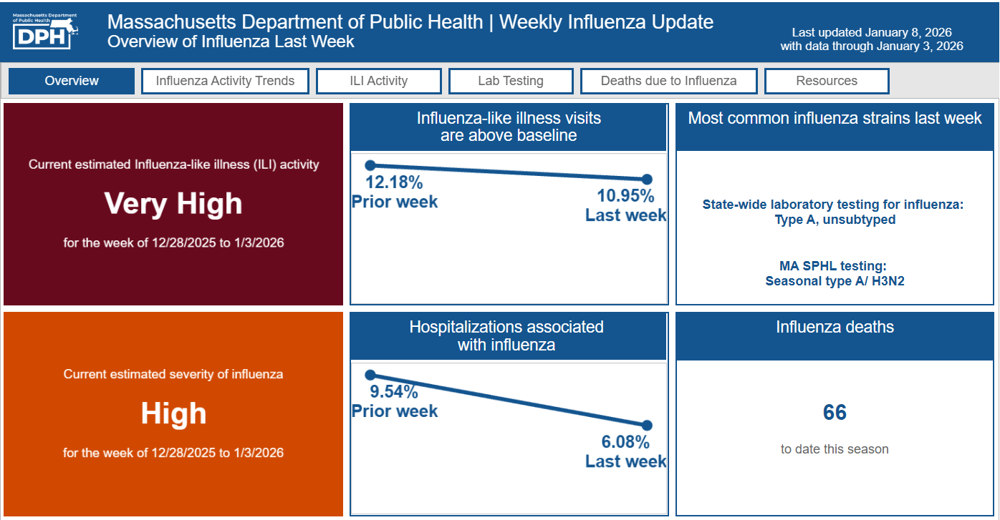 Massachusetts Department
of Public Health
DPH
Massachusetts Department of Public Health | Weekly Influenza Update
Overview of Influenza Last Week
Last updated January 8, 2026
with data through January 3, 2026
Overview
Influenza Activity Trends
ILI Activity
Lab Testing
Deaths due to Influenza
Resources
Current estimated Influenza-like illness (ILI) activity
Very High
for the week of 12/28/2025 to 1/3/2026
Influenza-like illness visits
are above baseline
12.18%
Prior week
10.95%
Last week
Most common influenza strains last week
State-wide laboratory testing for influenza:
Type A, unsubtyped
MA SPHL testing:
Seasonal type A/ H3N2
Current estimated severity of influenza
High
for the week of 12/28/2025 to 1/3/2026
Hospitalizations associated
with influenza
9.54%
Prior week
6.08%
Last week
Influenza deaths
66
to date this season